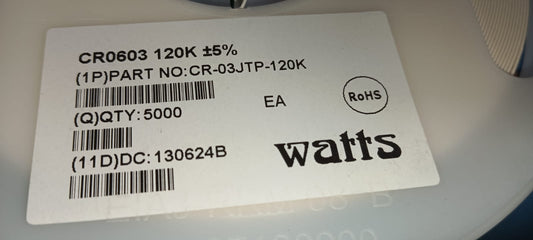 CR0603 120K ±5%
(1P)PART NO:CR-03JTP-120K
(Q)QTY:5000
EA
RoHS
(11D)DC:130624B
watts